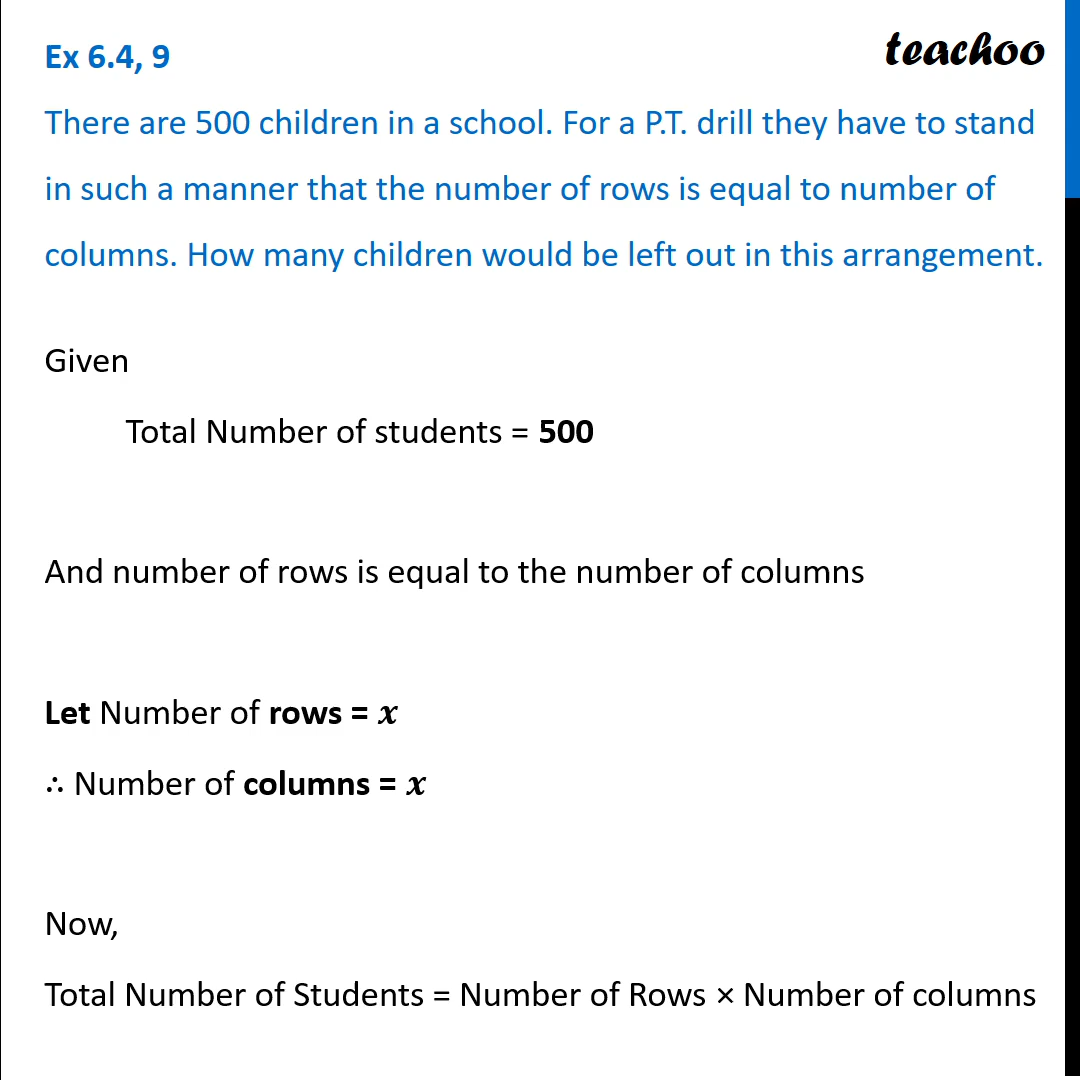 Ex 6.4, 9
teachoo
There are 500 children in a school. For a P.T. drill they have to stand
in such a manner that the number of rows is equal to number of
columns. How many children would be left out in this arrangement.
Given
Total Number of students = 500
And number of rows is equal to the number of columns
Let Number of rows = 𝒙
∴ Number of columns = 𝒙
Now,
Total Number of Students = Number of Rows × Number of columns